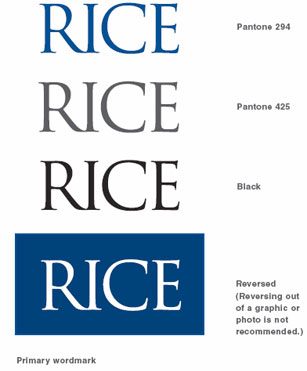 RICE
Pantone 294
RICE
Pantone 425
RICE
Black
RICE
Reversed
(Reversing out
of a graphic or
photo is not
recommended.)
Primary wordmark